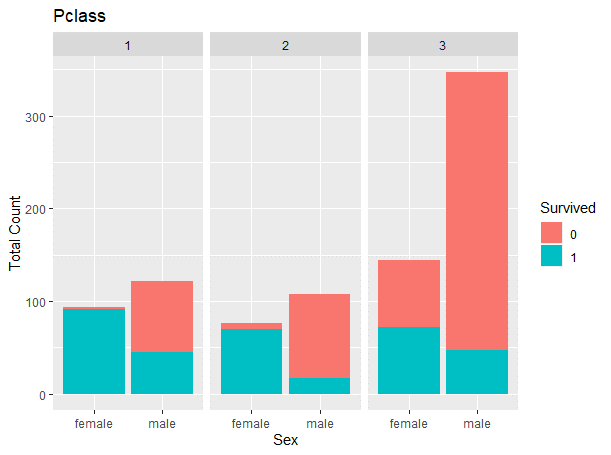 Pclass
1 2 3
300
200
100
0
Total Count
female male female male female male
Sex
Survived
0
1